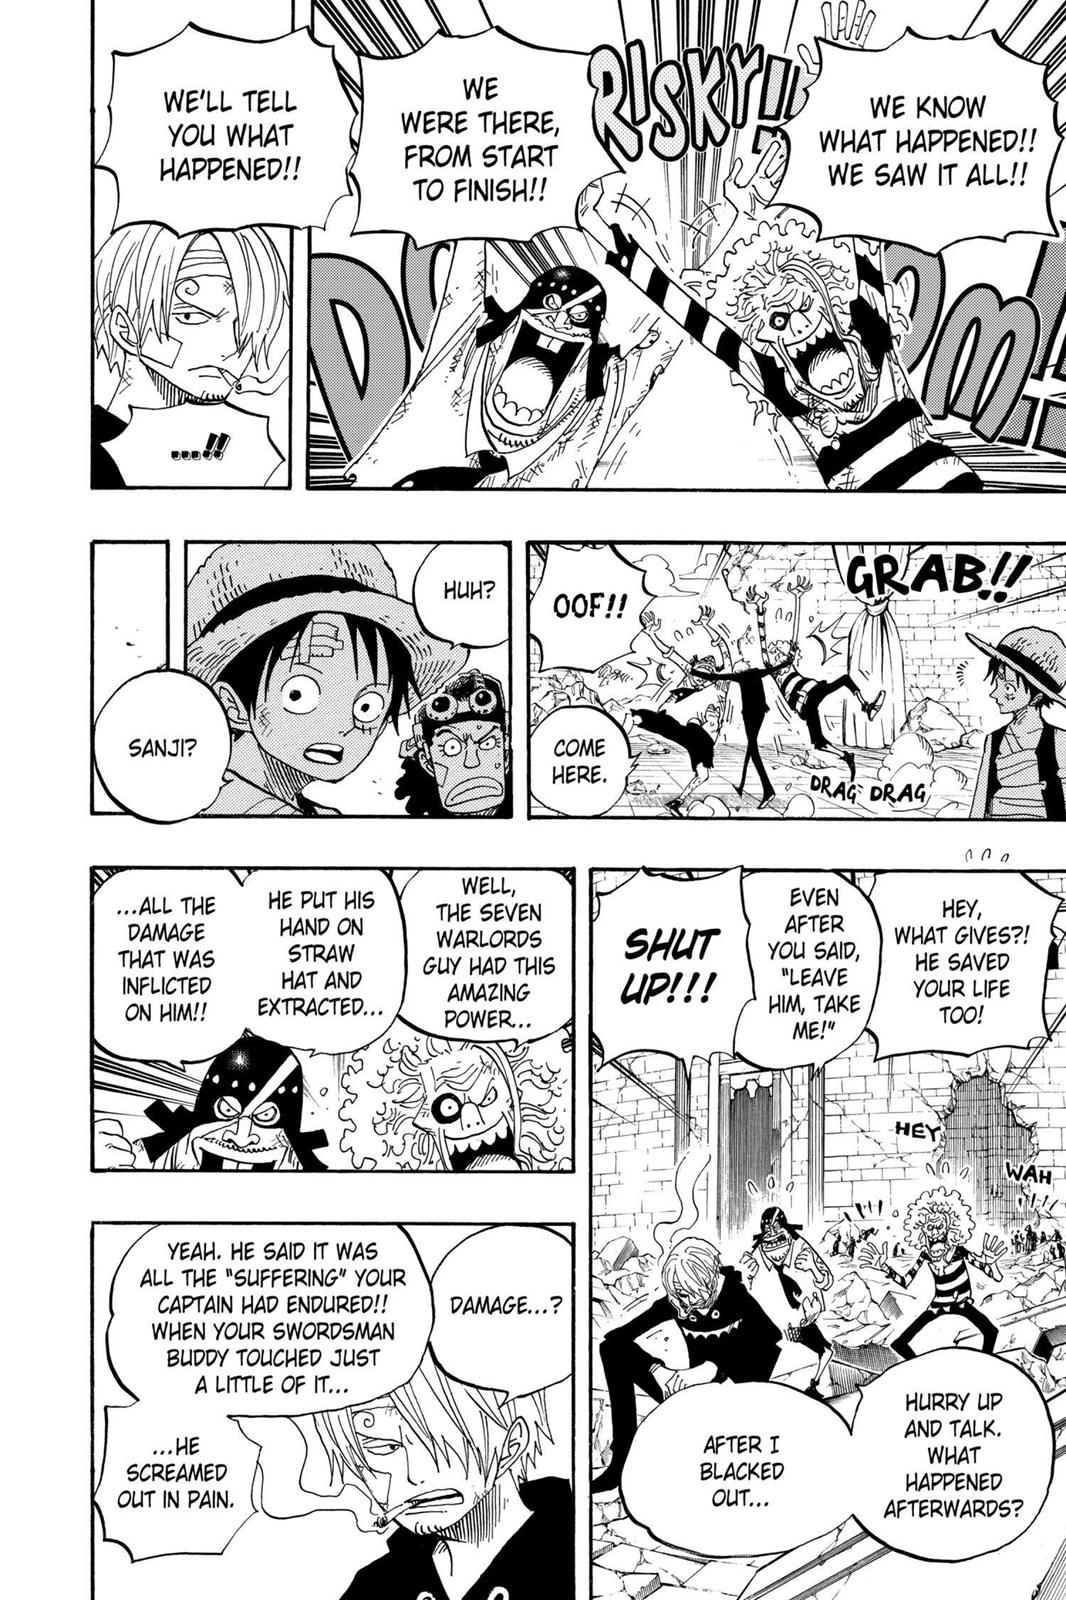 WE KNOW
WHAT HAPPENED!!
WE SAW IT ALL!!
RISKY!!
WE
WERE THERE,
FROM START
TO FINISH!!
WE'LL TELL
YOU WHAT
HAPPENED!!
....!!
GRAB!!
OOF!!
COME
HERE.
DRAG DRAG
HUH?
SANJI?
HEY,
WHAT GIVES?!
HE SAVED
YOUR LIFE
TOO!
EVEN
AFTER
YOU SAID,
"LEAVE
HIM, TAKE
ME!"
SHUT
UP!!!
HEY
WAH
HURRY UP
AND TALK.
WHAT
HAPPENED
AFTERWARDS?
AFTER I
BLACKED
OUT...
WELL,
THE SEVEN
WARLORDS
GUY HAD THIS
AMAZING
POWER...
HE PUT HIS
HAND ON
STRAW
HAT AND
EXTRACTED...
...ALL THE
DAMAGE
THAT WAS
INFLICTED
ON HIM!!
DAMAGE...?
YEAH. HE SAID IT WAS
ALL THE "SUFFERING" YOUR
CAPTAIN HAD ENDURED!!
WHEN YOUR SWORDSMAN
BUDDY TOUCHED JUST
A LITTLE OF IT...
...HE
SCREAMED
OUT IN PAIN.